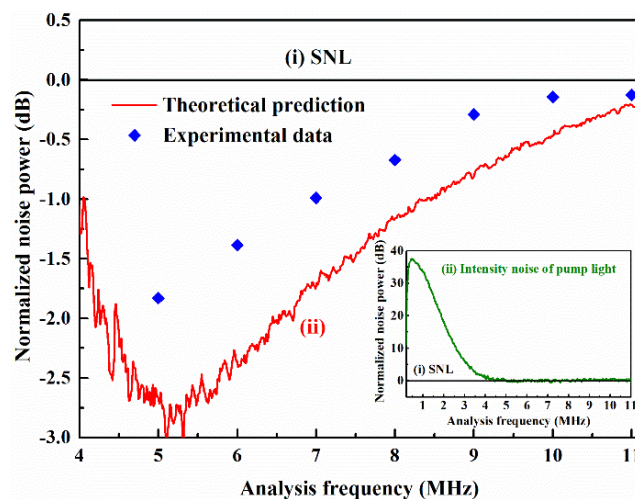 0.5
0.0
-0.5
-1.0
-1.5
-2.0
-2.5
-3.0
Normalized noise power (dB)
(i) SNL
Theoretical prediction
Experimental data
(ii)
4 5 6 7 8 9 10 11
Analysis frequency (MHz)
40
30
20
10
0
Normalized noise power (dB)
(ii) Intensity noise of pump light
(i) SNL
1 2 3 4 5 6 7 8 9 10 11
Analysis frequency (MHz)